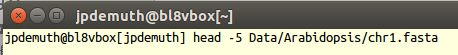 jpdemuth@bl8vbox[~]
jpdemuth@bl8vbox[jpdemuth] head -5 Data/Arabidopsis/chr1.fasta